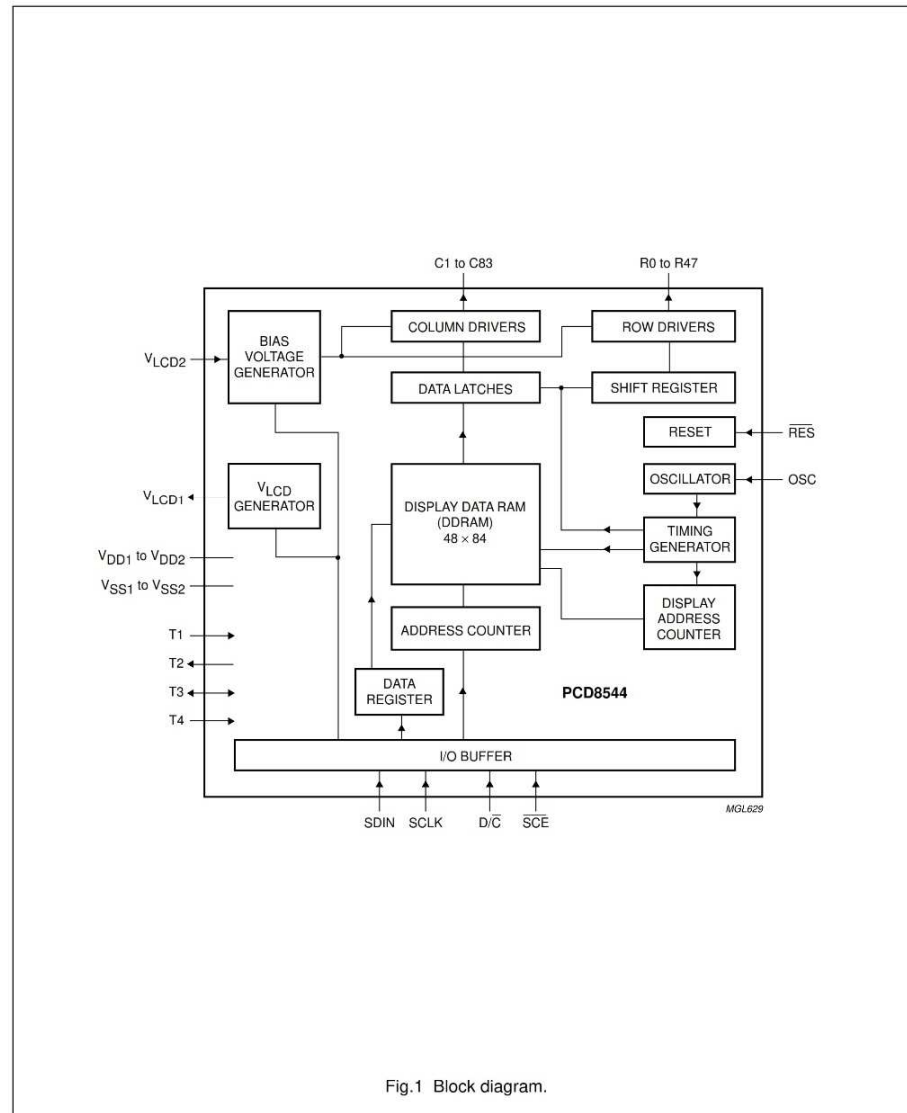 C1 to C83
R0 to R47
COLUMN DRIVERS
ROW DRIVERS
BIAS
VOLTAGE
GENERATOR
VLCD2
DATA LATCHES
SHIFT REGISTER
RESET
R̅E̅S̅
OSCILLATOR
OSC
VLCD
GENERATOR
VLCD1
DISPLAY DATA RAM
(DDRAM)
48 × 84
TIMING
GENERATOR
VDD1 to VDD2
VSS1 to VSS2
DISPLAY
ADDRESS
COUNTER
ADDRESS COUNTER
T1
T2
T3
T4
DATA
REGISTER
PCD8544
I/O BUFFER
MGL629
SDIN
SCLK
D/C̅
S̅C̅E̅
Fig.1 Block diagram.